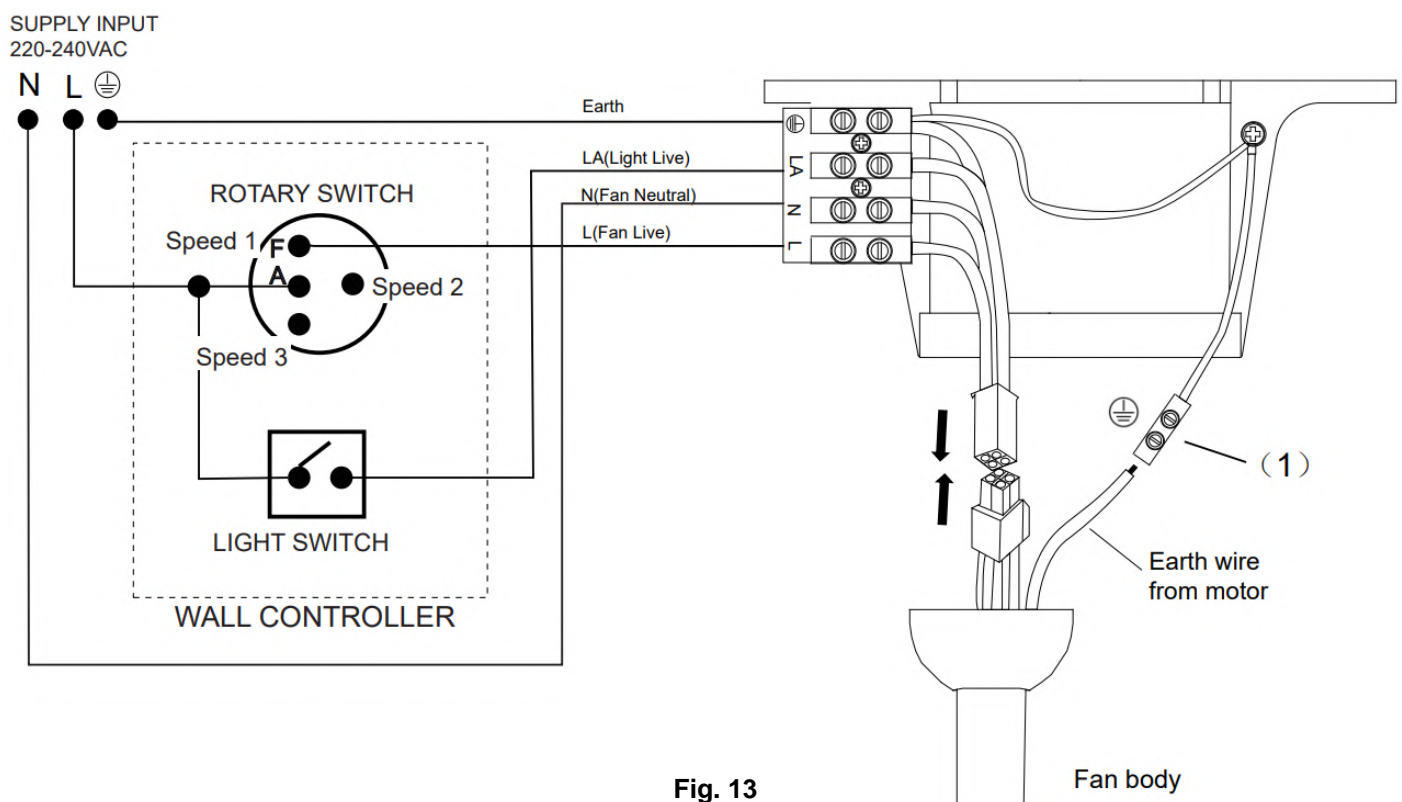 SUPPLY INPUT
220-240VAC
N L
Earth
LA(Light Live)
N(Fan Neutral)
L(Fan Live)
LA
N
L
ROTARY SWITCH
Speed 1
F
A
Speed 2
Speed 3
LIGHT SWITCH
WALL CONTROLLER
（1）
Earth wire
from motor
Fan body
Fig. 13